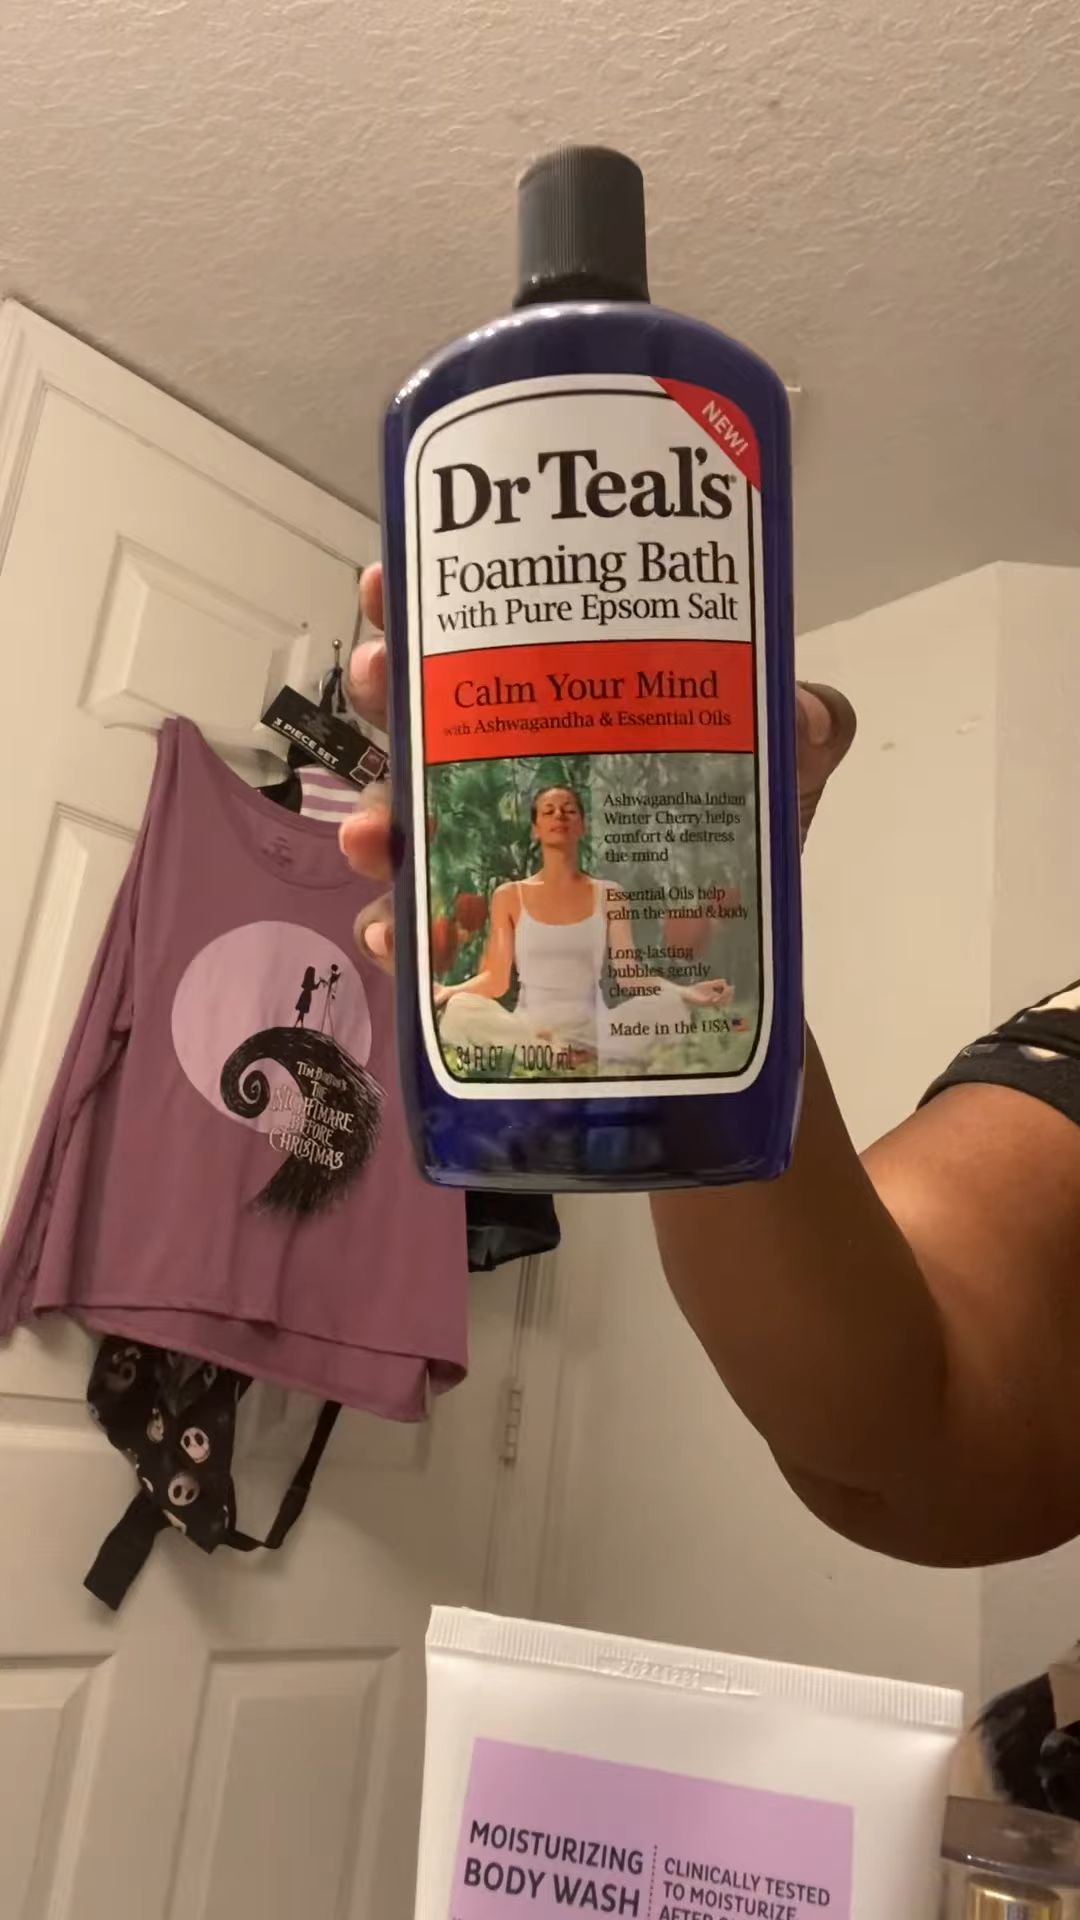 NEW!
Dr Teal's
Foaming Bath
with Pure Epsom Salt
Calm Your Mind
with Ashwagandha & Essential Oils
Ashwagandha Indian
Winter Cherry helps
comfort & destress
the mind
Essential Oils help
calm the mind & body
Long-lasting
bubbles gently
cleanse
Made in the USA
34 FL OZ / 1000 mL
3 PIECE SET
TIM BURTON'S
THE
NIGHTMARE
BEFORE
CHRISTMAS
MOISTURIZING
BODY WASH
CLINICALLY TESTED
TO MOISTURIZE